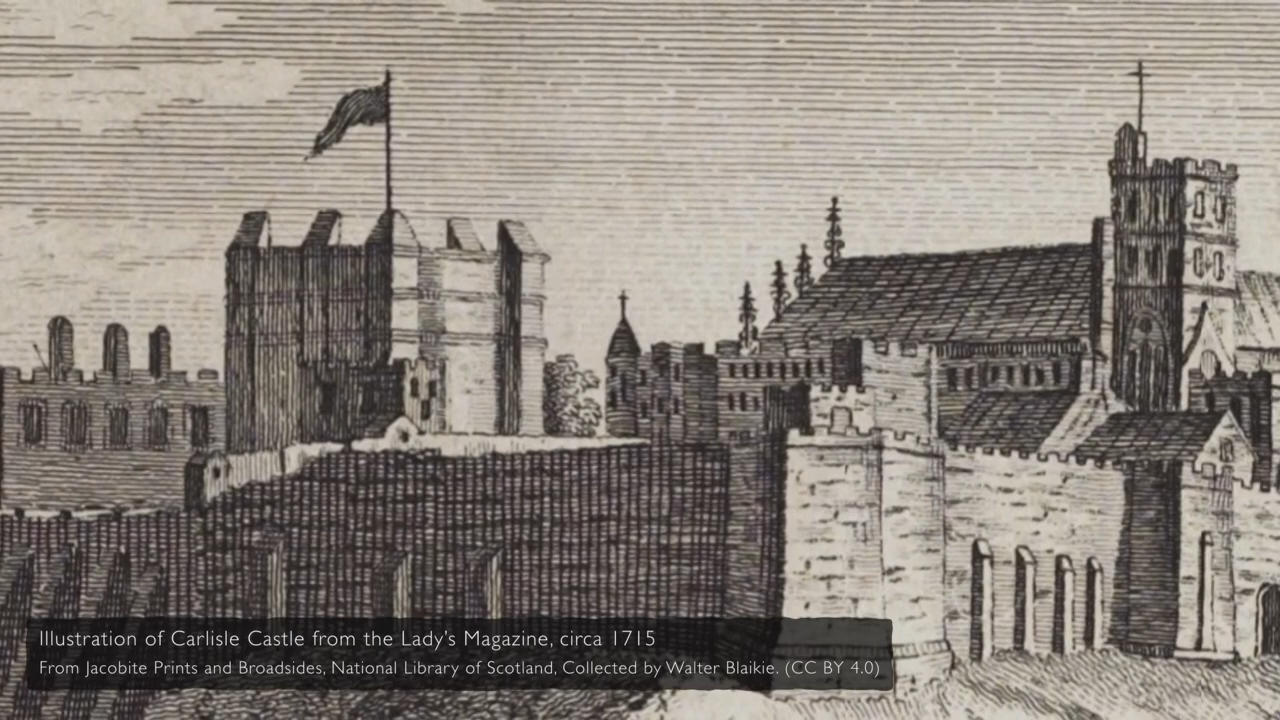 Illustration of Carlisle Castle from the Lady's Magazine, circa 1715
From Jacobite Prints and Broadsides, National Library of Scotland, Collected by Walter Blaikie. (CC BY 4.0)